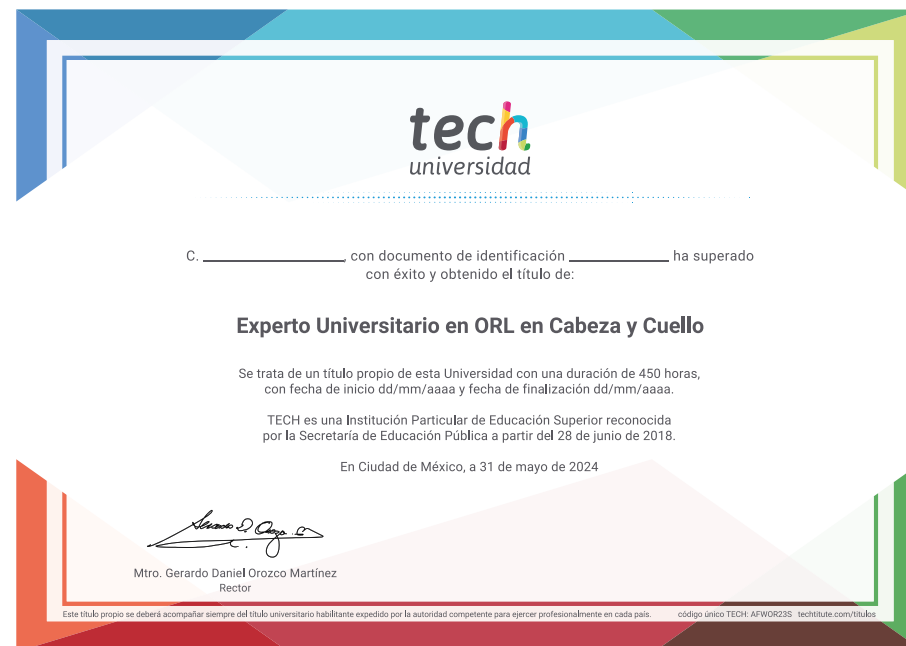 tech
universidad
C. ____________, con documento de identificación ____________ ha superado
con éxito y obtenido el título de:
Experto Universitario en ORL en Cabeza y Cuello
Se trata de un título propio de esta Universidad con una duración de 450 horas,
con fecha de inicio dd/mm/aaaa y fecha de finalización dd/mm/aaaa.
TECH es una Institución Particular de Educación Superior reconocida
por la Secretaría de Educación Pública a partir del 28 de junio de 2018.
En Ciudad de México, a 31 de mayo de 2024
Mtro. Gerardo Daniel Orozco Martínez
Rector
Este título propio se deberá acompañar siempre del título universitario habilitante expedido por la autoridad competente para ejercer profesionalmente en cada país. código único TECH: AFWOR23S techtitute.com/titulos